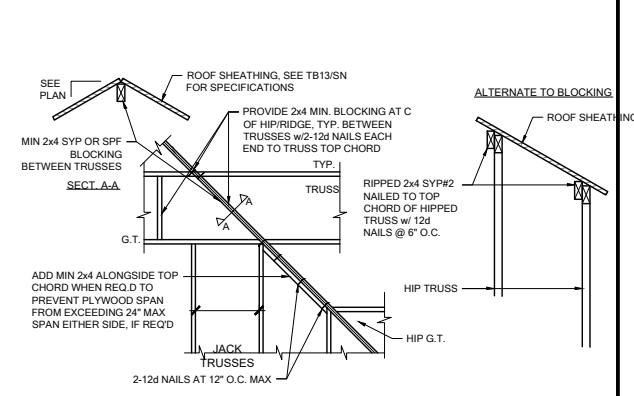 SEE
PLAN
ROOF SHEATHING, SEE TB13/SN
FOR SPECIFICATIONS
MIN 2x4 SYP OR SPF
BLOCKING
BETWEEN TRUSSES
SECT. A-A
PROVIDE 2x4 MIN. BLOCKING AT C
OF HIP/RIDGE, TYP. BETWEEN
TRUSSES w/2-12d NAILS EACH
END TO TRUSS TOP CHORD
TYP.
TRUSS
A
A
G.T.
ADD MIN 2x4 ALONGSIDE TOP
CHORD WHEN REQ.D TO
PREVENT PLYWOOD SPAN
FROM EXCEEDING 24" MAX
SPAN EITHER SIDE, IF REQ'D
JACK
TRUSSES
2-12d NAILS AT 12" O.C. MAX
HIP G.T.
ALTERNATE TO BLOCKING
ROOF SHEATHING
RIPPED 2x4 SYP#2
NAILED TO TOP
CHORD OF HIPPED
TRUSS w/ 12d
NAILS @ 6" O.C.
HIP TRUSS